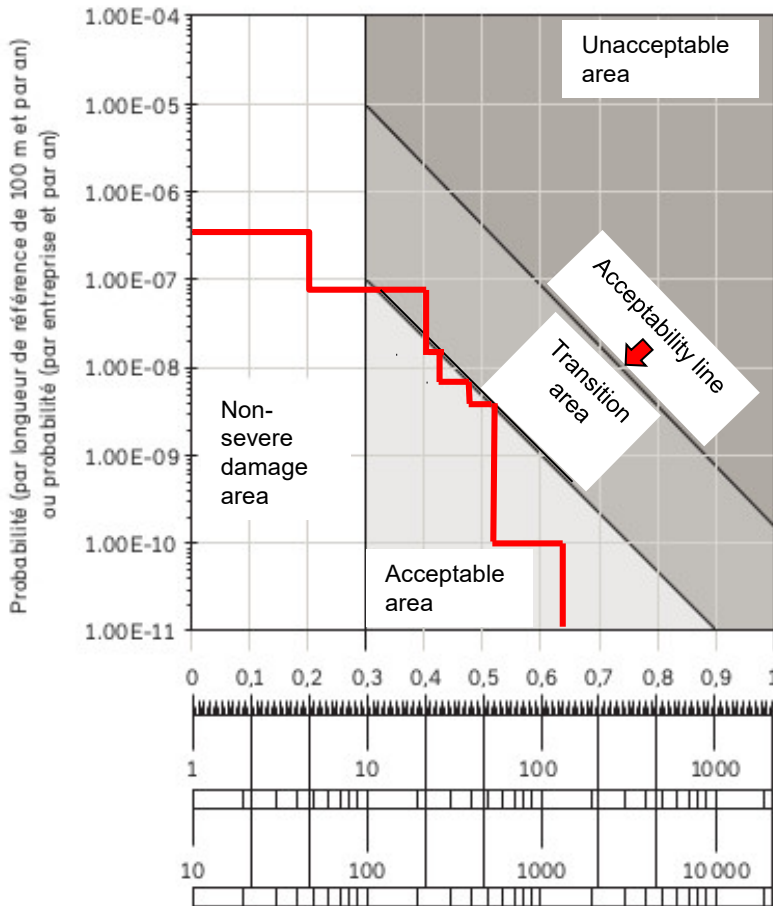 Probabilité (par longueur de référence de 100 m et par an)
ou probabilité (par entreprise et par an)
1.00E-04
1.00E-05
1.00E-06
1.00E-07
1.00E-08
1.00E-09
1.00E-10
1.00E-11
Unacceptable
area
Acceptability line
Transition
area
Non-
severe
damage
area
Acceptable
area
0 0,1 0,2 0,3 0,4 0,5 0,6 0,7 0,8 0,9 1
1 10 100 1000
10 100 1000 10 000